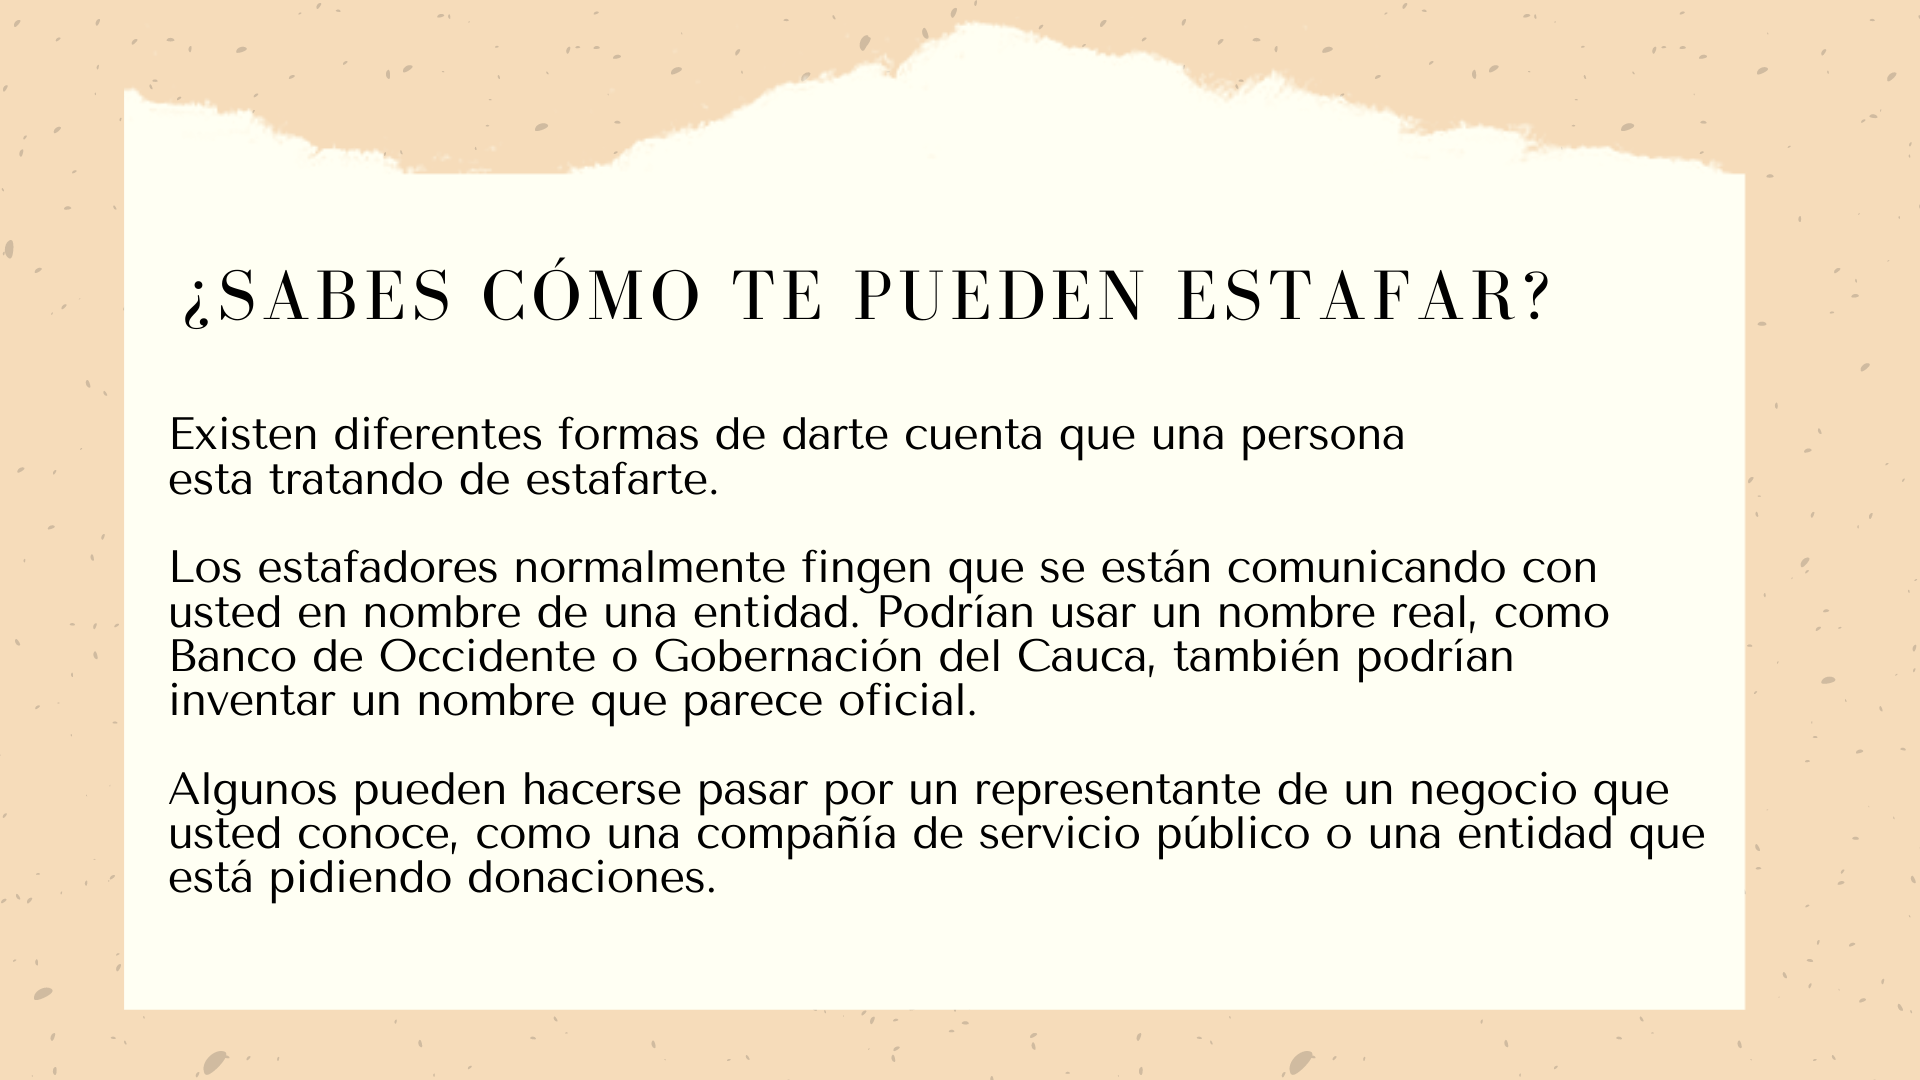 ¿SABES CÓMO TE PUEDEN ESTAFAR?
Existen diferentes formas de darte cuenta que una persona
esta tratando de estafarte.
Los estafadores normalmente fingen que se están comunicando con
usted en nombre de una entidad. Podrían usar un nombre real, como
Banco de Occidente o Gobernación del Cauca, también podrían
inventar un nombre que parece oficial.
Algunos pueden hacerse pasar por un representante de un negocio que
usted conoce, como una compañía de servicio público o una entidad que
está pidiendo donaciones.